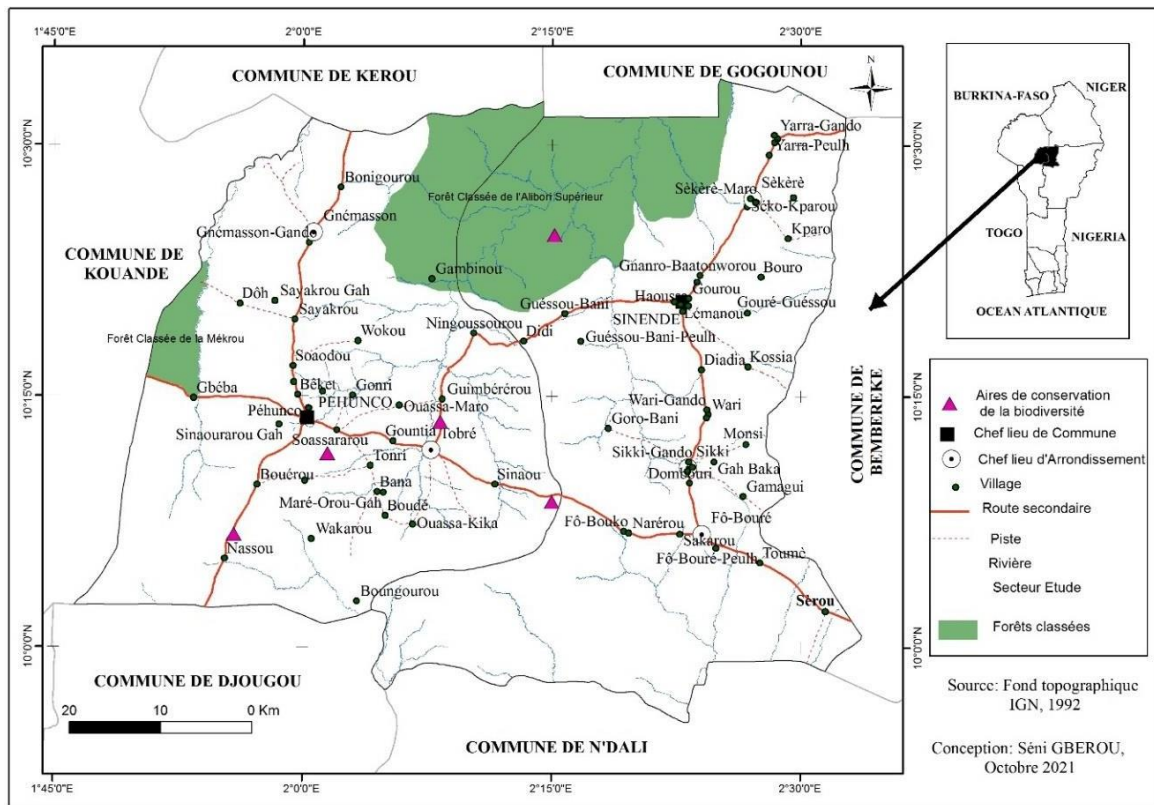 1°45'0"E
2°0'0"E
2°15'0"E
2°30'0"E
COMMUNE DE KEROU
COMMUNE DE GOGOUNOU
N
10°30'0"N
10°30'0"N
Yarra-Gando
Yarra-Peulh
Bonigourou
Forêt Classée de l'Alibori Supérieur
Sèkèrè-Maro
Sèkèrè
Séko-Kparou
Gnémasson
Gnémasson-Gando
Kparo
COMMUNE DE
KOUANDE
Gambinou
Gnanro-Baatonworou
Bouro
Dôh
Sayakrou Gah
Gourou
Haoussa
Sayakrou
Guéssou-Bani
Gouré-Guéssou
Lémanou
SINENDE
Wokou
Ningoussourou
Didi
Forêt Classée de la Mékrou
Guéssou-Bani-Peulh
Soaodou
Diadia
Kossia
Bêket
Gonri
Guimbérérou
Gbéba
PEHUNCO
Ouassa-Maro
Wari-Gando
Wari
10°15'0"N
10°15'0"N
Péhunco
Goro-Bani
Sinaourarou Gah
Soassararou
Gountia
Tobré
Monsi
COMMUNE DE
BEMBEREKE
Tonri
Sikki-Gando
Sikki
Bouérou
Bana
Sinaou
Dombouri
Gah Baka
Maré-Orou-Gah
Boudé
Gamagui
Ouassa-Kika
Wakarou
Fô-Bouko
Narérou
Fô-Bouré
Nassou
Sakarou
Fô-Bouré-Peulh
Toumè
Boungourou
Sèrou
10°0'0"N
10°0'0"N
COMMUNE DE DJOUGOU
20 10 0 Km
COMMUNE DE N'DALI
1°45'0"E
2°0'0"E
2°15'0"E
2°30'0"E
BURKINA-FASO
NIGER
TOGO
NIGERIA
OCEAN ATLANTIQUE
Aires de conservation
de la biodiversité
Chef lieu de Commune
Chef lieu d'Arrondissement
Village
Route secondaire
Piste
Rivière
Secteur Etude
Forêts classées
Source: Fond topographique
IGN, 1992
Conception: Séni GBEROU,
Octobre 2021